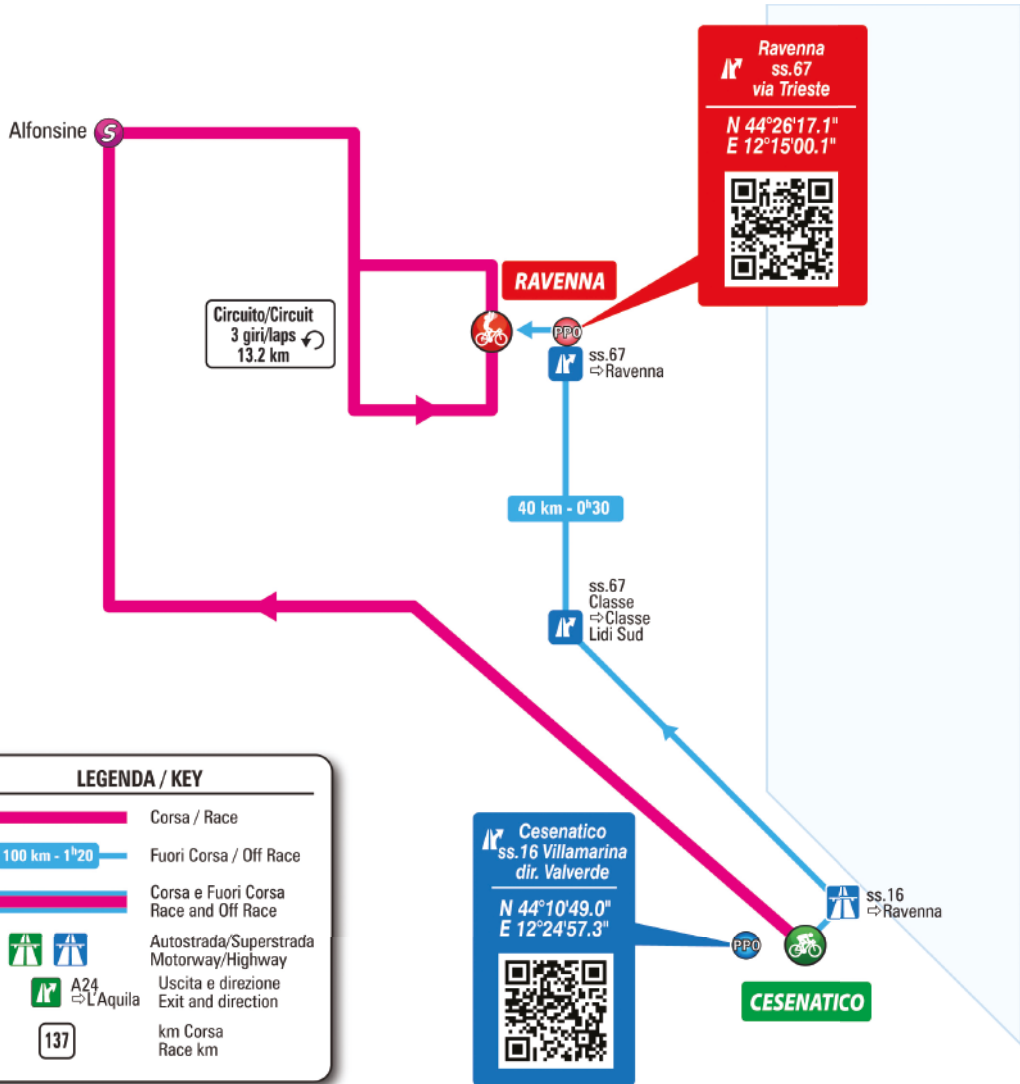 Ravenna
ss.67
via Trieste
N 44°26'17.1"
E 12°15'00.1"
Alfonsine
S
RAVENNA
Circuito/Circuit
3 giri/laps
13.2 km
PPO
ss.67
⇨Ravenna
40 km - 0ʰ30
ss.67
Classe
⇨Classe
Lidi Sud
LEGENDA / KEY
Corsa / Race
100 km - 1ʰ20
Fuori Corsa / Off Race
Corsa e Fuori Corsa
Race and Off Race
Autostrada/Superstrada
Motorway/Highway
A24
⇨L'Aquila
Uscita e direzione
Exit and direction
137
km Corsa
Race km
Cesenatico
ss.16 Villamarina
dir. Valverde
N 44°10'49.0"
E 12°24'57.3"
PPO
ss.16
⇨Ravenna
CESENATICO